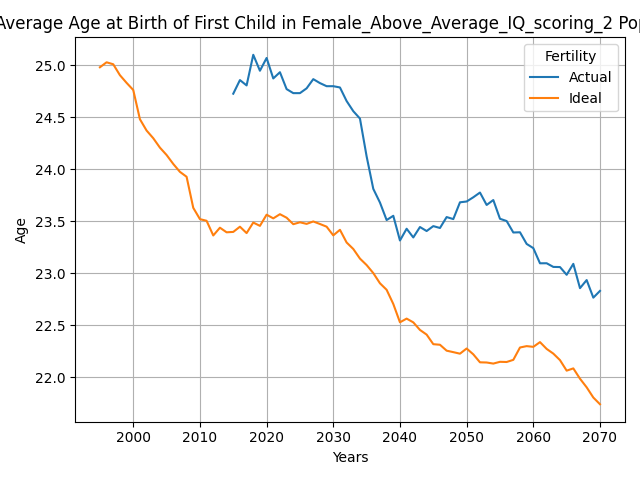 Average Age at Birth of First Child in Female_Above_Average_IQ_scoring_2
Fertility
Actual
Ideal
25.0
24.5
24.0
23.5
23.0
22.5
22.0
Age
2000 2010 2020 2030 2040 2050 2060 2070
Years